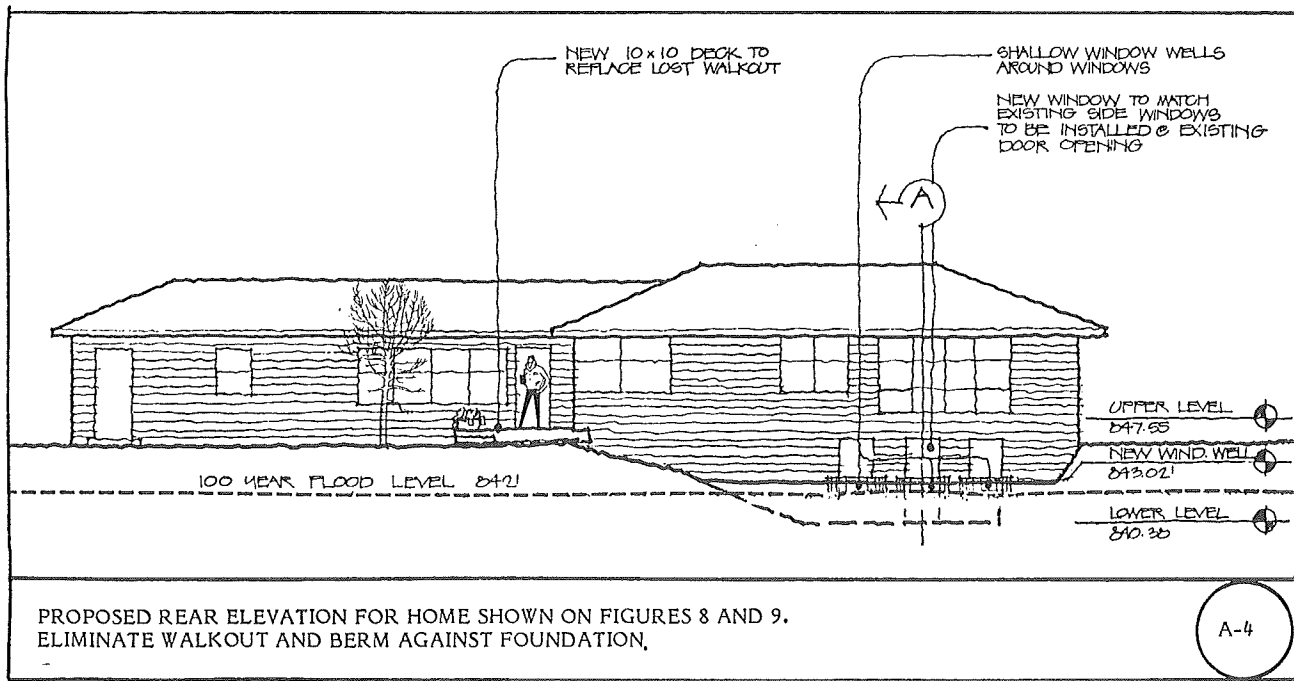 NEW 10 x 10 DECK TO
REPLACE LOST WALKOUT
SHALLOW WINDOW WELLS
AROUND WINDOWS
NEW WINDOW TO MATCH
EXISTING SIDE WINDOWS
TO BE INSTALLED @ EXISTING
DOOR OPENING
A
UPPER LEVEL
847.55
NEW WIND. WELL
843.02'
100 YEAR FLOOD LEVEL 842'
LOWER LEVEL
840.38
PROPOSED REAR ELEVATION FOR HOME SHOWN ON FIGURES 8 AND 9.
ELIMINATE WALKOUT AND BERM AGAINST FOUNDATION.
A-4